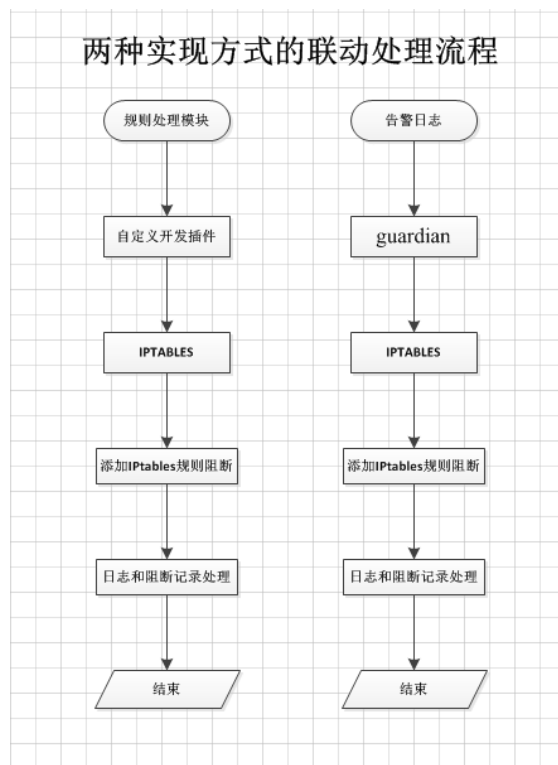 两种实现方式的联动处理流程
规则处理模块
自定义开发插件
IPTABLES
添加IPtables规则阻断
日志和阻断记录处理
结束
告警日志
guardian
IPTABLES
添加IPtables规则阻断
日志和阻断记录处理
结束